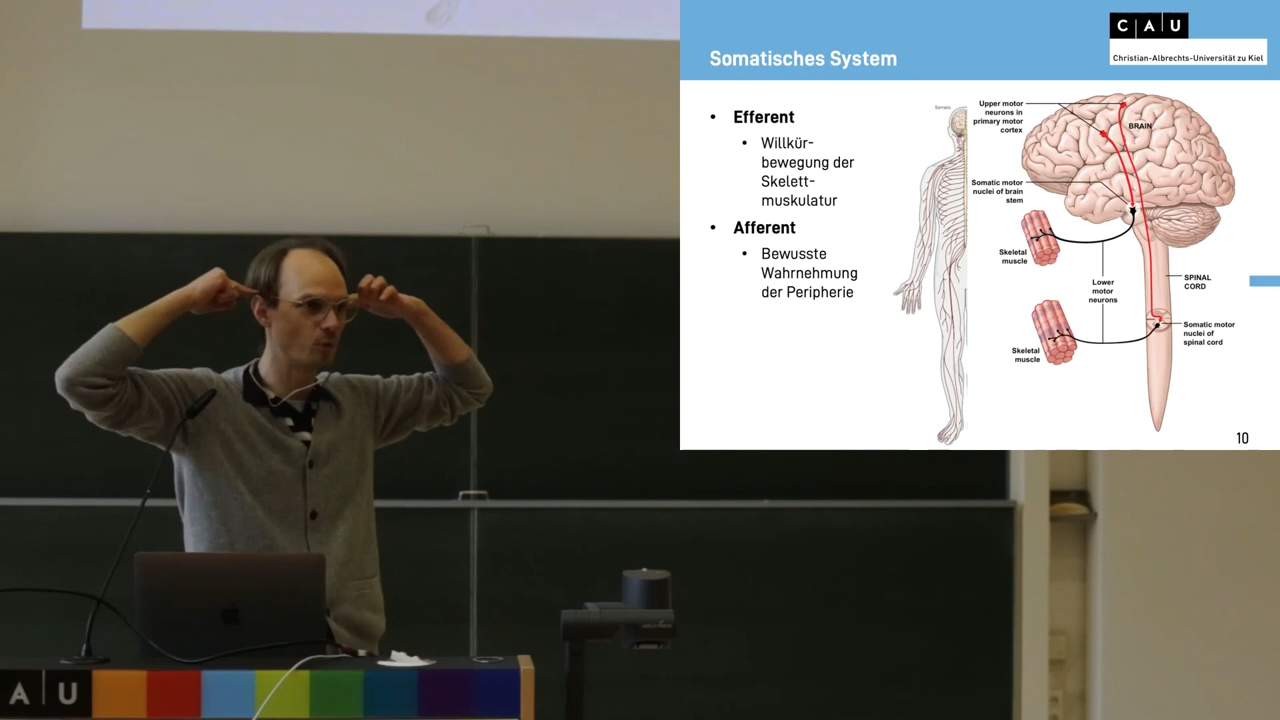 Somatisches System
C A U
Christian-Albrechts-Universität zu Kiel
• Efferent
• Willkür-
bewegung der
Skelett-
muskulatur
• Afferent
• Bewusste
Wahrnehmung
der Peripherie
Somatic
Upper motor
neurons in
primary motor
cortex
BRAIN
Somatic motor
nuclei of brain
stem
Skeletal
muscle
Lower
motor
neurons
SPINAL
CORD
Somatic motor
nuclei of
spinal cord
Skeletal
muscle
10
A U